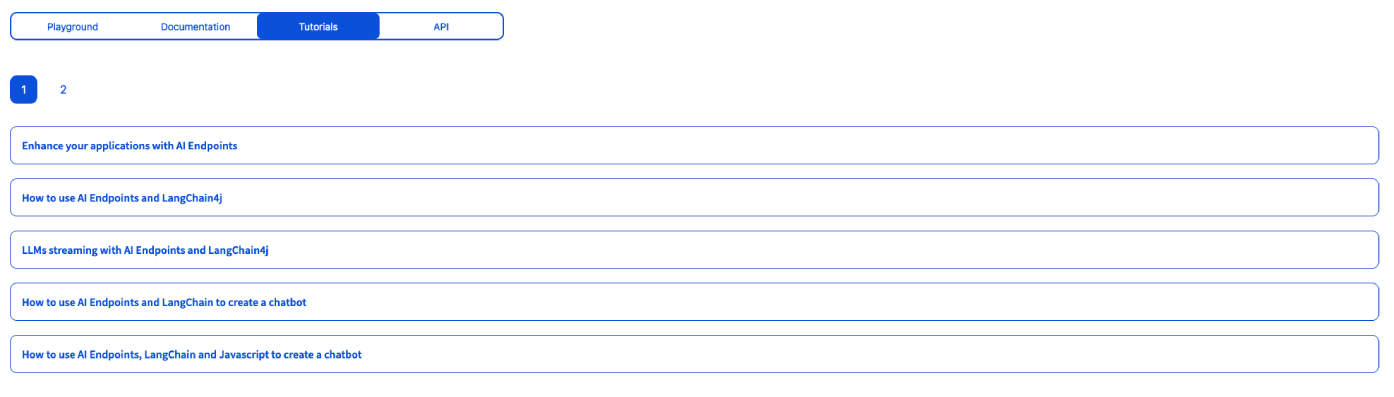 Playground Documentation Tutorials API
1 2
Enhance your applications with AI Endpoints
How to use AI Endpoints and LangChain4j
LLMs streaming with AI Endpoints and LangChain4j
How to use AI Endpoints and LangChain to create a chatbot
How to use AI Endpoints, LangChain and Javascript to create a chatbot